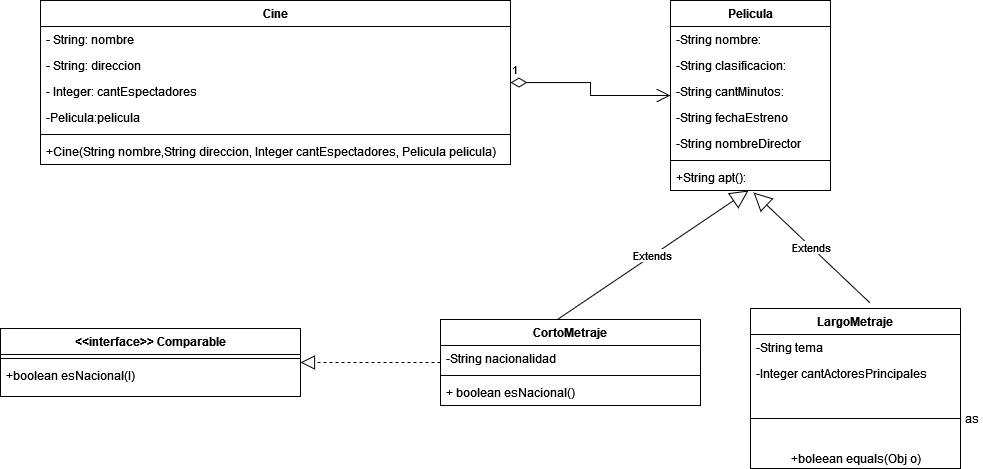 Cine
- String: nombre
- String: direccion
- Integer: cantEspectadores
-Pelicula:pelicula
+Cine(String nombre,String direccion, Integer cantEspectadores, Pelicula pelicula)
1
Pelicula
-String nombre:
-String clasificacion:
-String cantMinutos:
-String fechaEstreno
-String nombreDirector
+String apt():
Extends
Extends
<<interface>> Comparable
+boolean esNacional(l)
CortoMetraje
-String nacionalidad
+ boolean esNacional()
LargoMetraje
-String tema
-Integer cantActoresPrincipales
as
+boleean equals(Obj o)